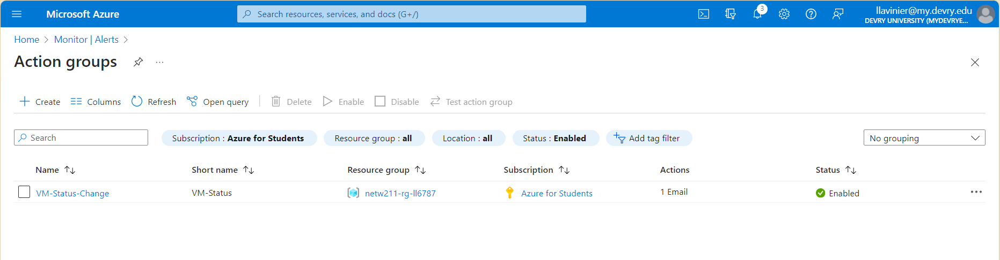 Microsoft Azure
Search resources, services, and docs (G+/)
3
llavinier@my.devry.edu
DEVRY UNIVERSITY (MYDEVRYE...
Home > Monitor | Alerts >
Action groups
...
Create Columns Refresh Open query Delete Enable Disable Test action group
Search Subscription : Azure for Students Resource group : all Location : all Status : Enabled Add tag filter No grouping
Name Short name Resource group Subscription Actions Status
VM-Status-Change VM-Status netw211-rg-ll6787 Azure for Students 1 Email Enabled ...